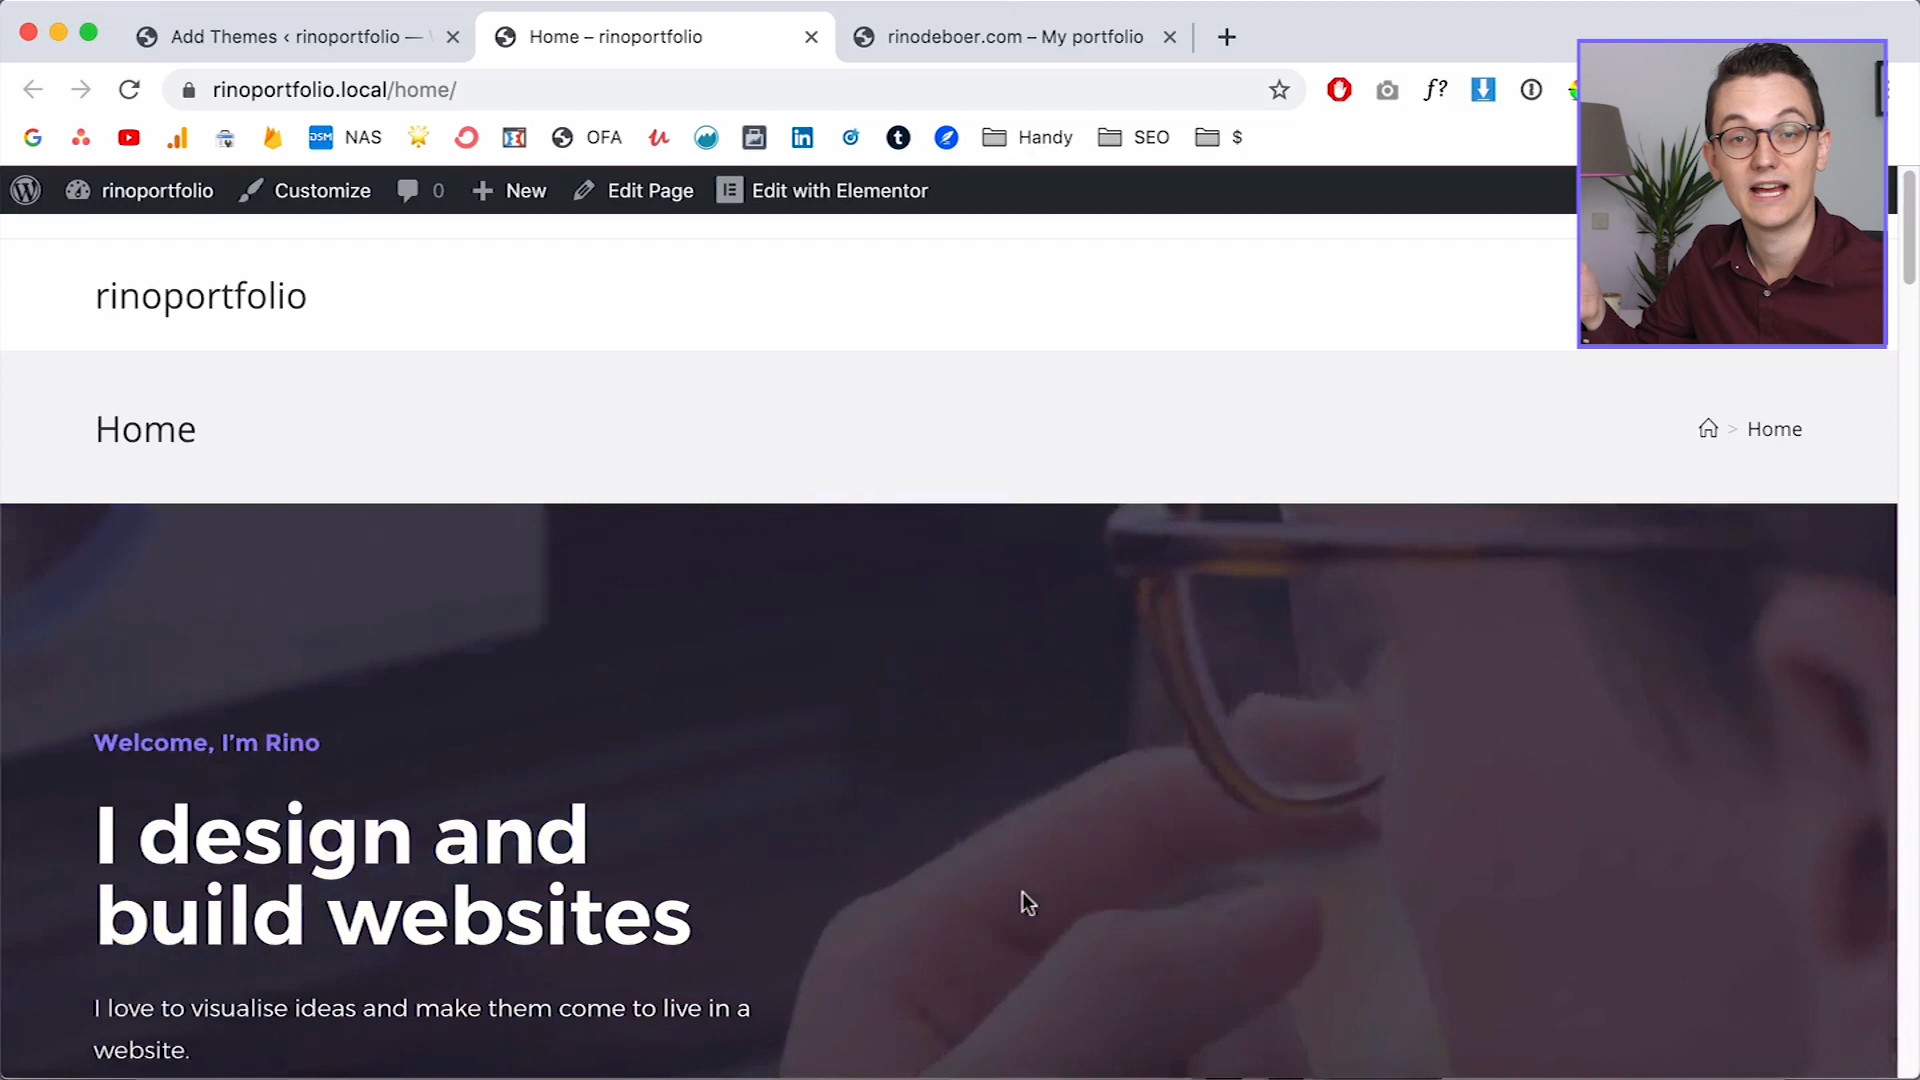 Add Themes ‹ rinoportfolio —
Home – rinoportfolio
rinodeboer.com – My portfolio
rinoportfolio.local/home/
f?
DSM NAS
OFA
Handy
SEO
$
rinoportfolio
Customize
0
New
Edit Page
Edit with Elementor
rinoportfolio
Home
> Home
Welcome, I'm Rino
I design and
build websites
I love to visualise ideas and make them come to live in a
website.